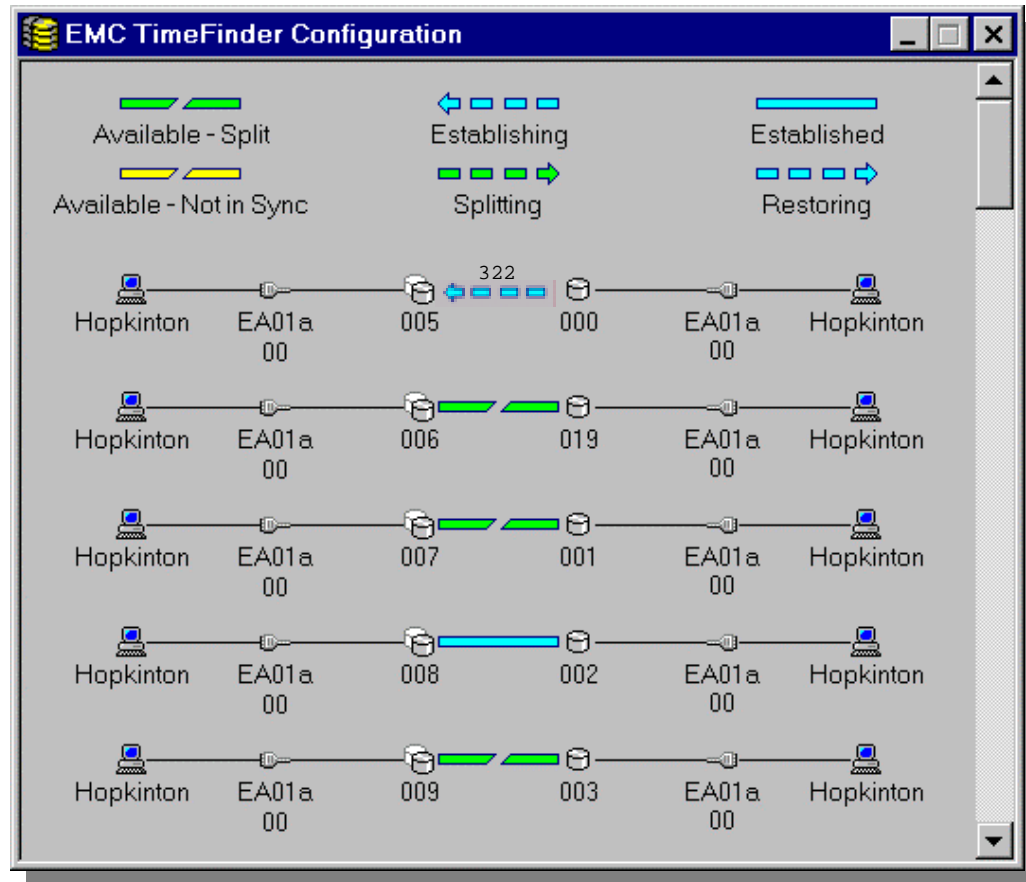 EMC TimeFinder Configuration
Available - Split Establishing Established
Available - Not in Sync Splitting Restoring
322
Hopkinton EA01a 005 000 EA01a Hopkinton
00 00
Hopkinton EA01a 006 019 EA01a Hopkinton
00 00
Hopkinton EA01a 007 001 EA01a Hopkinton
00 00
Hopkinton EA01a 008 002 EA01a Hopkinton
00 00
Hopkinton EA01a 009 003 EA01a Hopkinton
00 00